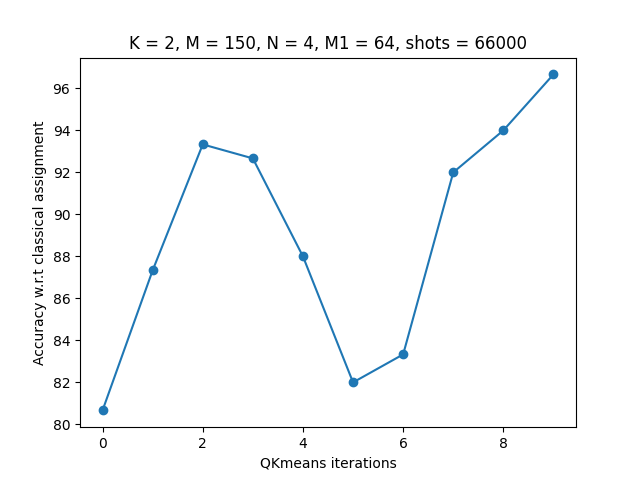 K = 2, M = 150, N = 4, M1 = 64, shots = 66000
Accuracy w.r.t classical assignment
96
94
92
90
88
86
84
82
80
0 2 4 6 8
QKmeans iterations